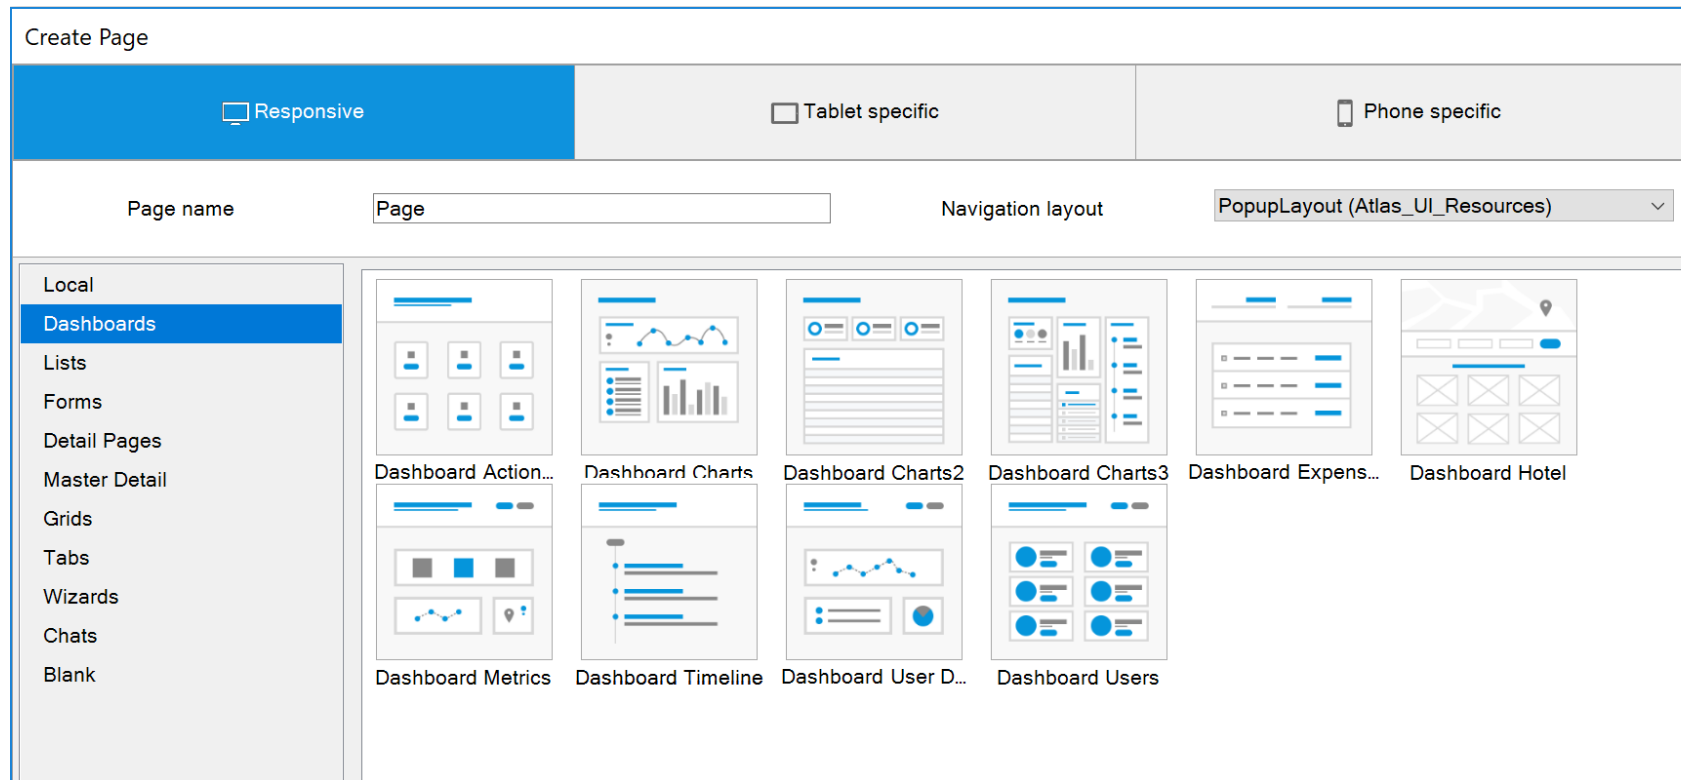 Create Page
Responsive
Tablet specific
Phone specific
Page name
Page
Navigation layout
PopupLayout (Atlas_UI_Resources)
Local
Dashboards
Lists
Forms
Detail Pages
Master Detail
Grids
Tabs
Wizards
Chats
Blank
Dashboard Action...
Dashboard Charts
Dashboard Charts2
Dashboard Charts3
Dashboard Expens...
Dashboard Hotel
Dashboard Metrics
Dashboard Timeline
Dashboard User D...
Dashboard Users